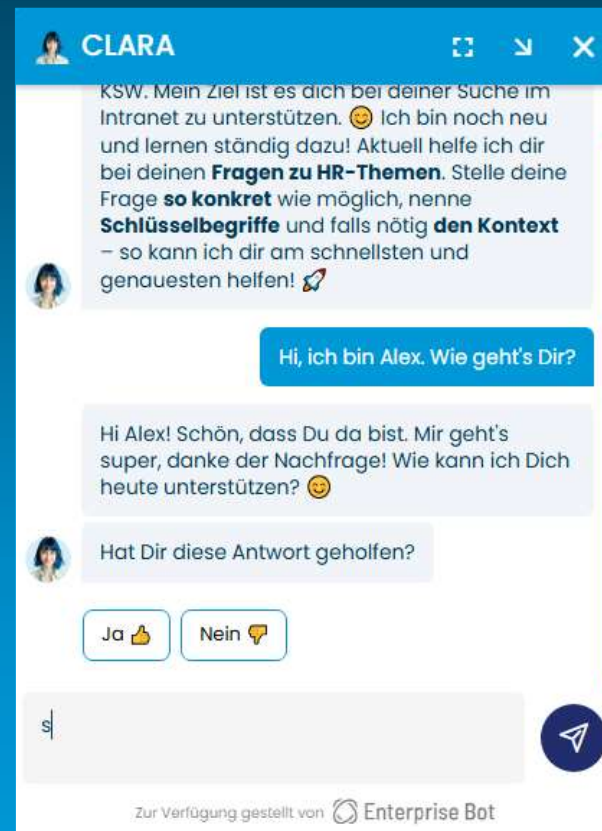 CLARA
KSW. Mein Ziel ist es dich bei deiner Suche im
Intranet zu unterstützen. 😊 Ich bin noch neu
und lernen ständig dazu! Aktuell helfe ich dir
bei deinen Fragen zu HR-Themen. Stelle deine
Frage so konkret wie möglich, nenne
Schlüsselbegriffe und falls nötig den Kontext
– so kann ich dir am schnellsten und
genauesten helfen! 🚀
Hi, ich bin Alex. Wie geht's Dir?
Hi Alex! Schön, dass Du da bist. Mir geht's
super, danke der Nachfrage! Wie kann ich Dich
heute unterstützen? 😊
Hat Dir diese Antwort geholfen?
Ja 👍 Nein 👎
s
Zur Verfügung gestellt von Enterprise Bot